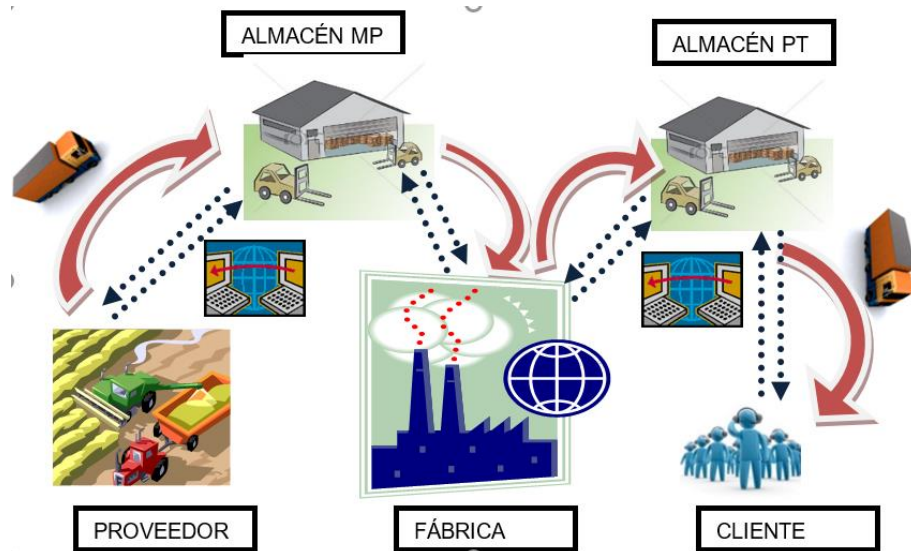 ALMACÉN MP
ALMACÉN PT
PROVEEDOR
FÁBRICA
CLIENTE